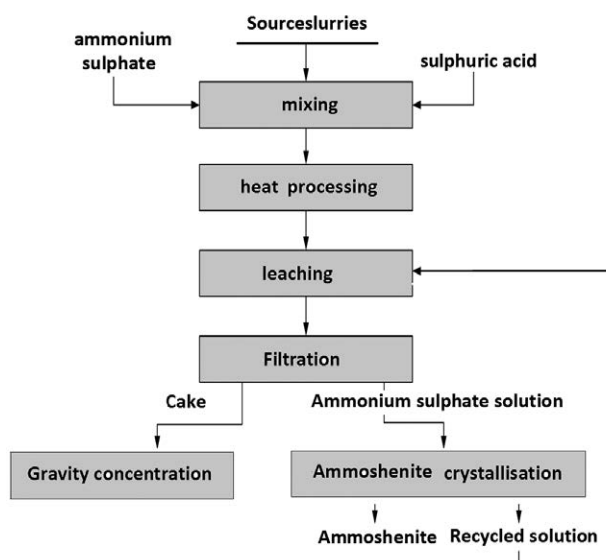 Sourceslurries
ammonium
sulphate
sulphuric acid
mixing
heat processing
leaching
Filtration
Cake
Ammonium sulphate solution
Gravity concentration
Ammoshenite crystallisation
Ammoshenite
Recycled solution